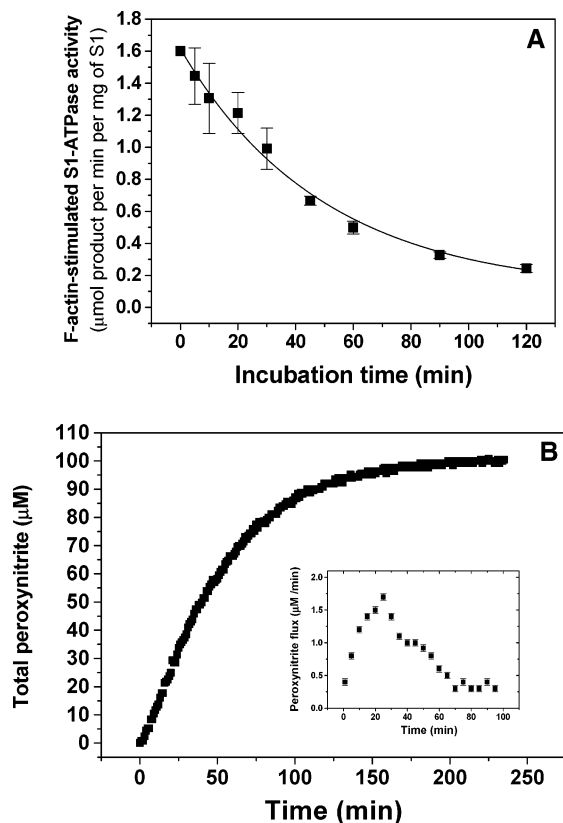 A
F-actin-stimulated S1-ATPase activity
(μmol product per min per mg of S1)
1.8
1.6
1.4
1.2
1.0
0.8
0.6
0.4
0.2
0.0
0 20 40 60 80 100 120
Incubation time (min)
B
Total peroxynitrite (μM)
110
100
90
80
70
60
50
40
30
20
10
0
0 50 100 150 200 250
Time (min)
Peroxynitrite flux (μM /min)
2.0
1.5
1.0
0.5
0.0
0 20 40 60 80 100
Time (min)